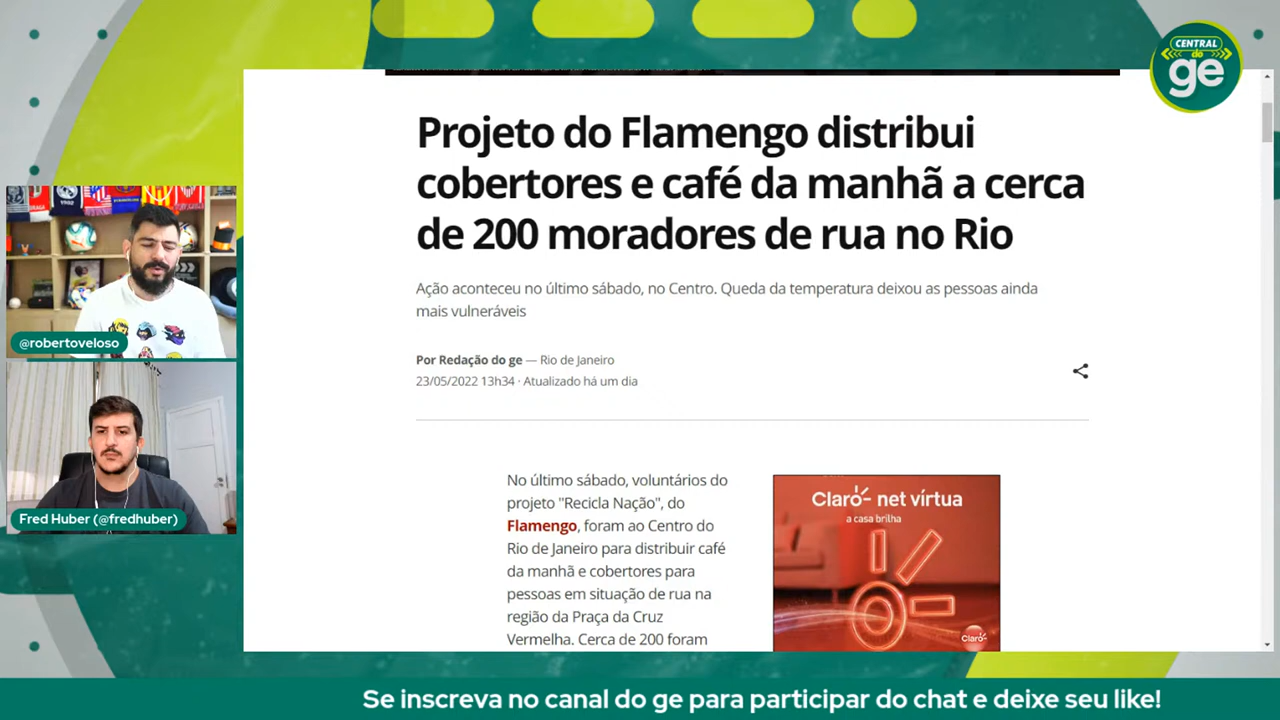 CENTRAL
do
ge
Projeto do Flamengo distribui
cobertores e café da manhã a cerca
de 200 moradores de rua no Rio
Ação aconteceu no último sábado, no Centro. Queda da temperatura deixou as pessoas ainda
mais vulneráveis
Por Redação do ge — Rio de Janeiro
23/05/2022 13h34 · Atualizado há um dia
@robertoveloso
Fred Huber (@fredhuber)
No último sábado, voluntários do
projeto "Recicla Nação", do
Flamengo, foram ao Centro do
Rio de Janeiro para distribuir café
da manhã e cobertores para
pessoas em situação de rua na
região da Praça da Cruz
Vermelha. Cerca de 200 foram
Claro net vírtua
a casa brilha
Claro
Se inscreva no canal do ge para participar do chat e deixe seu like!